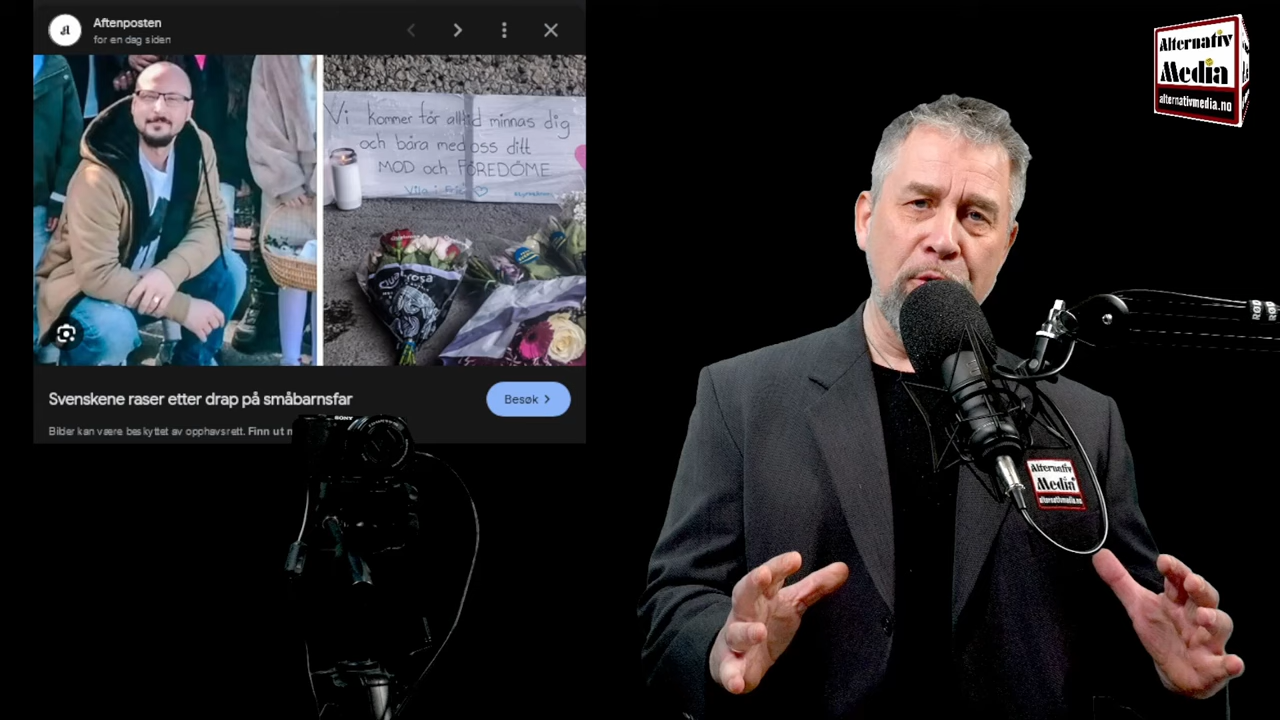 Aftenposten
for en dag siden
Vi kommer för alltid minnas dig
och bära med oss ditt
MOD och FÖREDÖME
Svenskene raser etter drap på småbarnsfar
Besøk
Bilder kan være beskyttet av opphavsrett. Finn ut
SONY
Alternativ
Media
alternativmedia.no
Alternativ
Media
alternativmedia.no